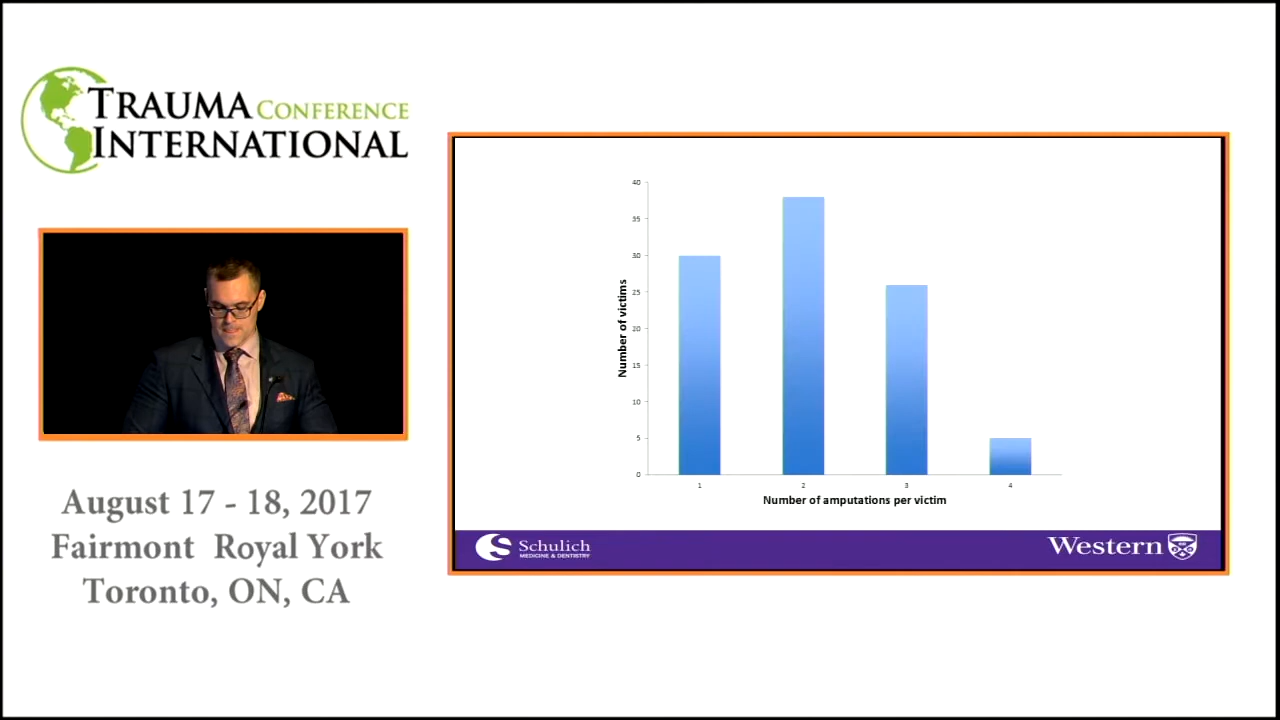 TRAUMA CONFERENCE
INTERNATIONAL
August 17 - 18, 2017
Fairmont Royal York
Toronto, ON, CA
40
35
30
25
20
15
10
5
0
Number of victims
1 2 3 4
Number of amputations per victim
Schulich
MEDICINE & DENTISTRY
Western